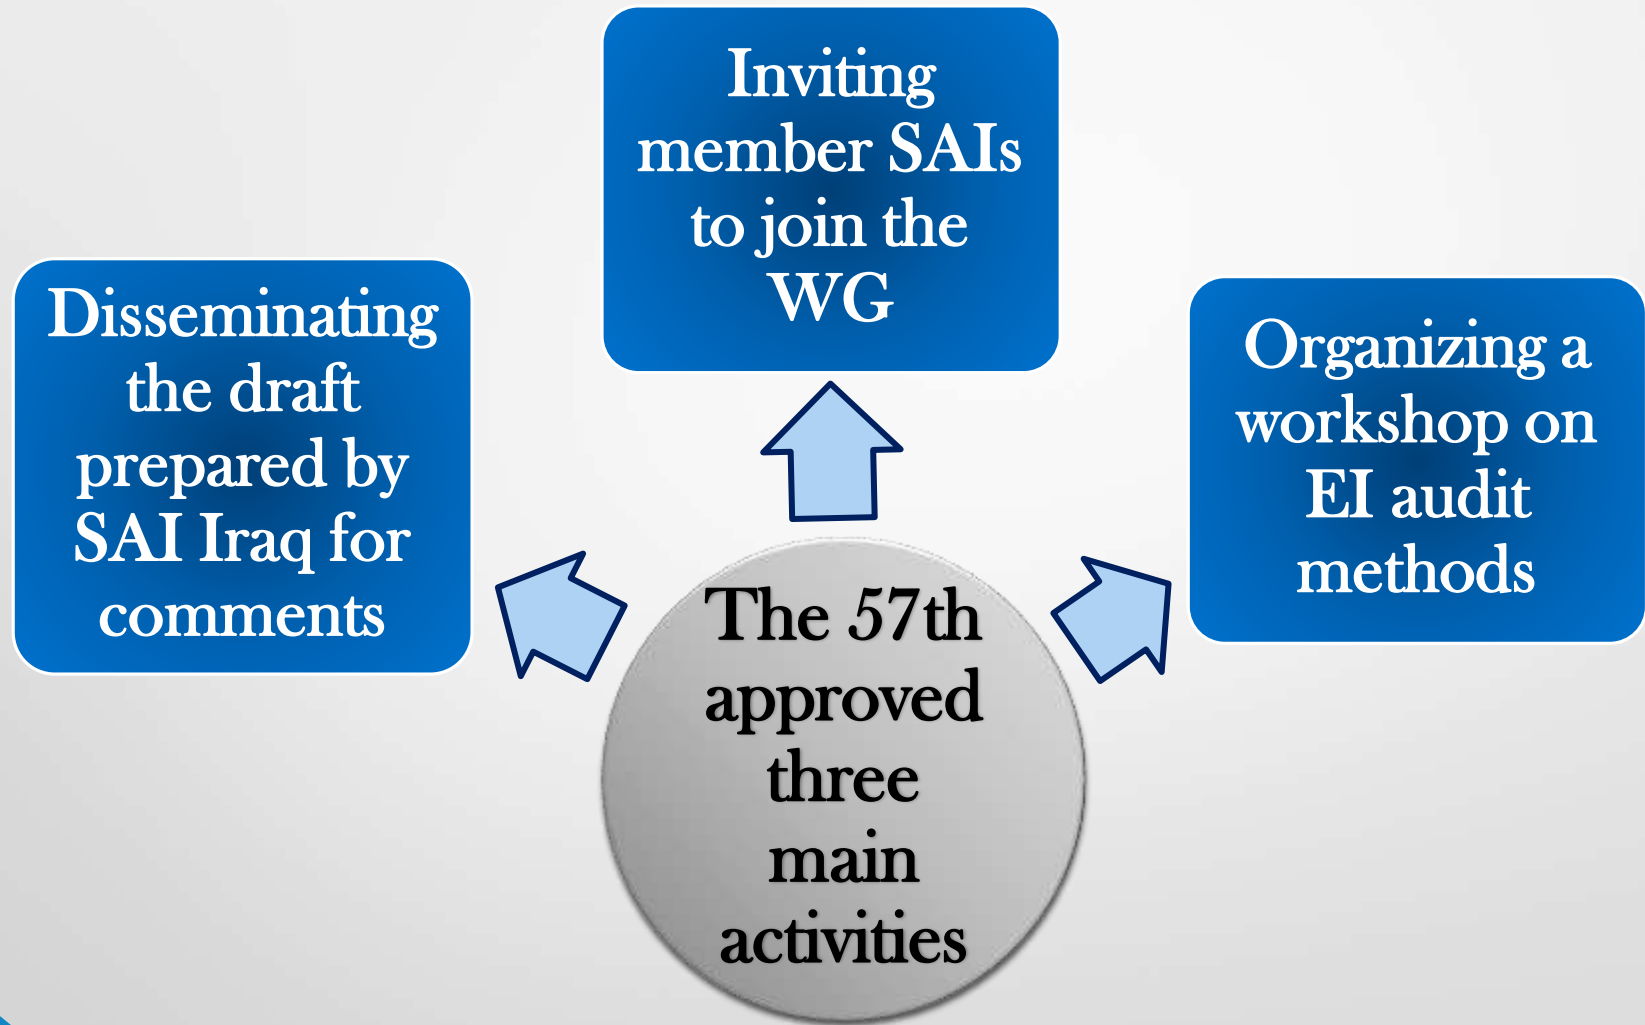 Inviting
member SAIs
to join the
WG
Disseminating
the draft
prepared by
SAI Iraq for
comments
Organizing a
workshop on
EI audit
methods
The 57th
approved
three
main
activities